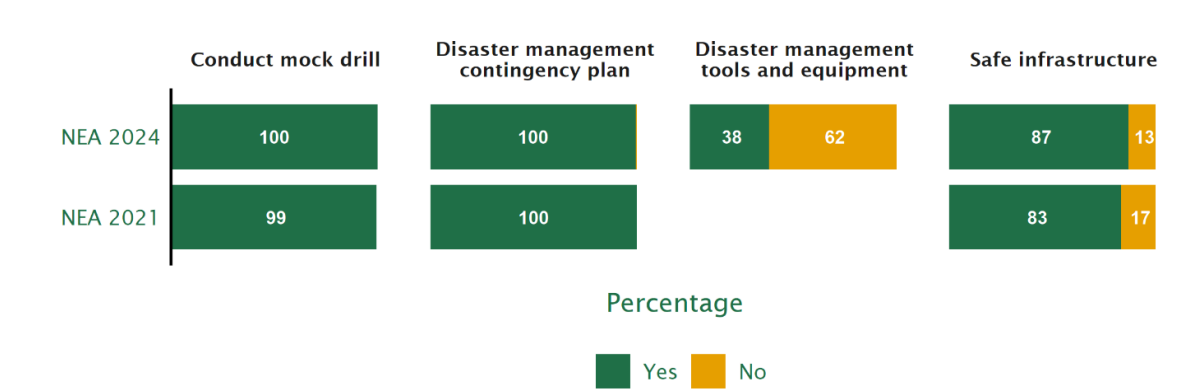 Conduct mock drill
Disaster management
contingency plan
Disaster management
tools and equipment
Safe infrastructure
NEA 2024
100
100
38
62
87
13
NEA 2021
99
100
83
17
Percentage
Yes
No